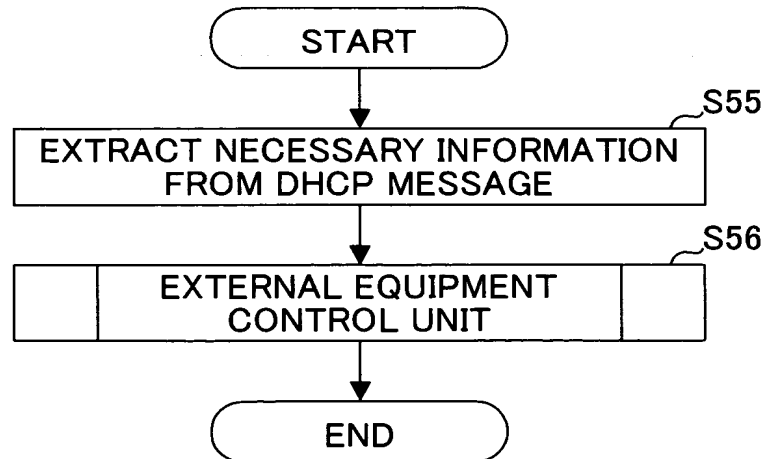 START
S55
EXTRACT NECESSARY INFORMATION
FROM DHCP MESSAGE
S56
EXTERNAL EQUIPMENT
CONTROL UNIT
END